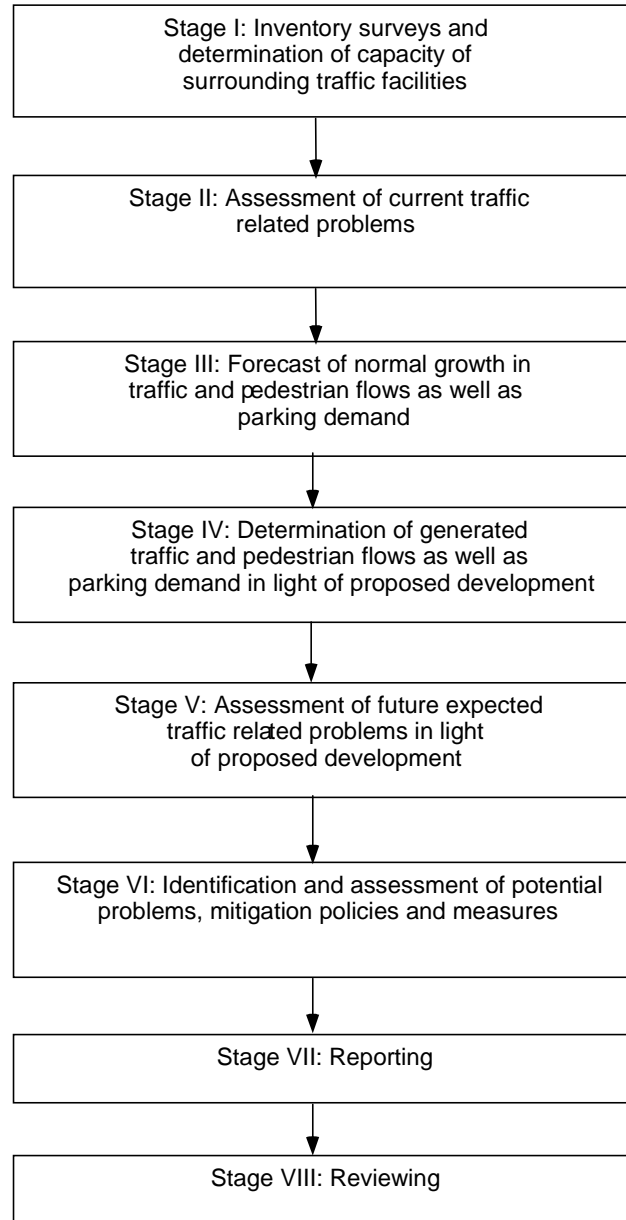 Stage I: Inventory surveys and
determination of capacity of
surrounding traffic facilities
Stage II: Assessment of current traffic
related problems
Stage III: Forecast of normal growth in
traffic and pedestrian flows as well as
parking demand
Stage IV: Determination of generated
traffic and pedestrian flows as well as
parking demand in light of proposed development
Stage V: Assessment of future expected
traffic related problems in light
of proposed development
Stage VI: Identification and assessment of potential
problems, mitigation policies and measures
Stage VII: Reporting
Stage VIII: Reviewing